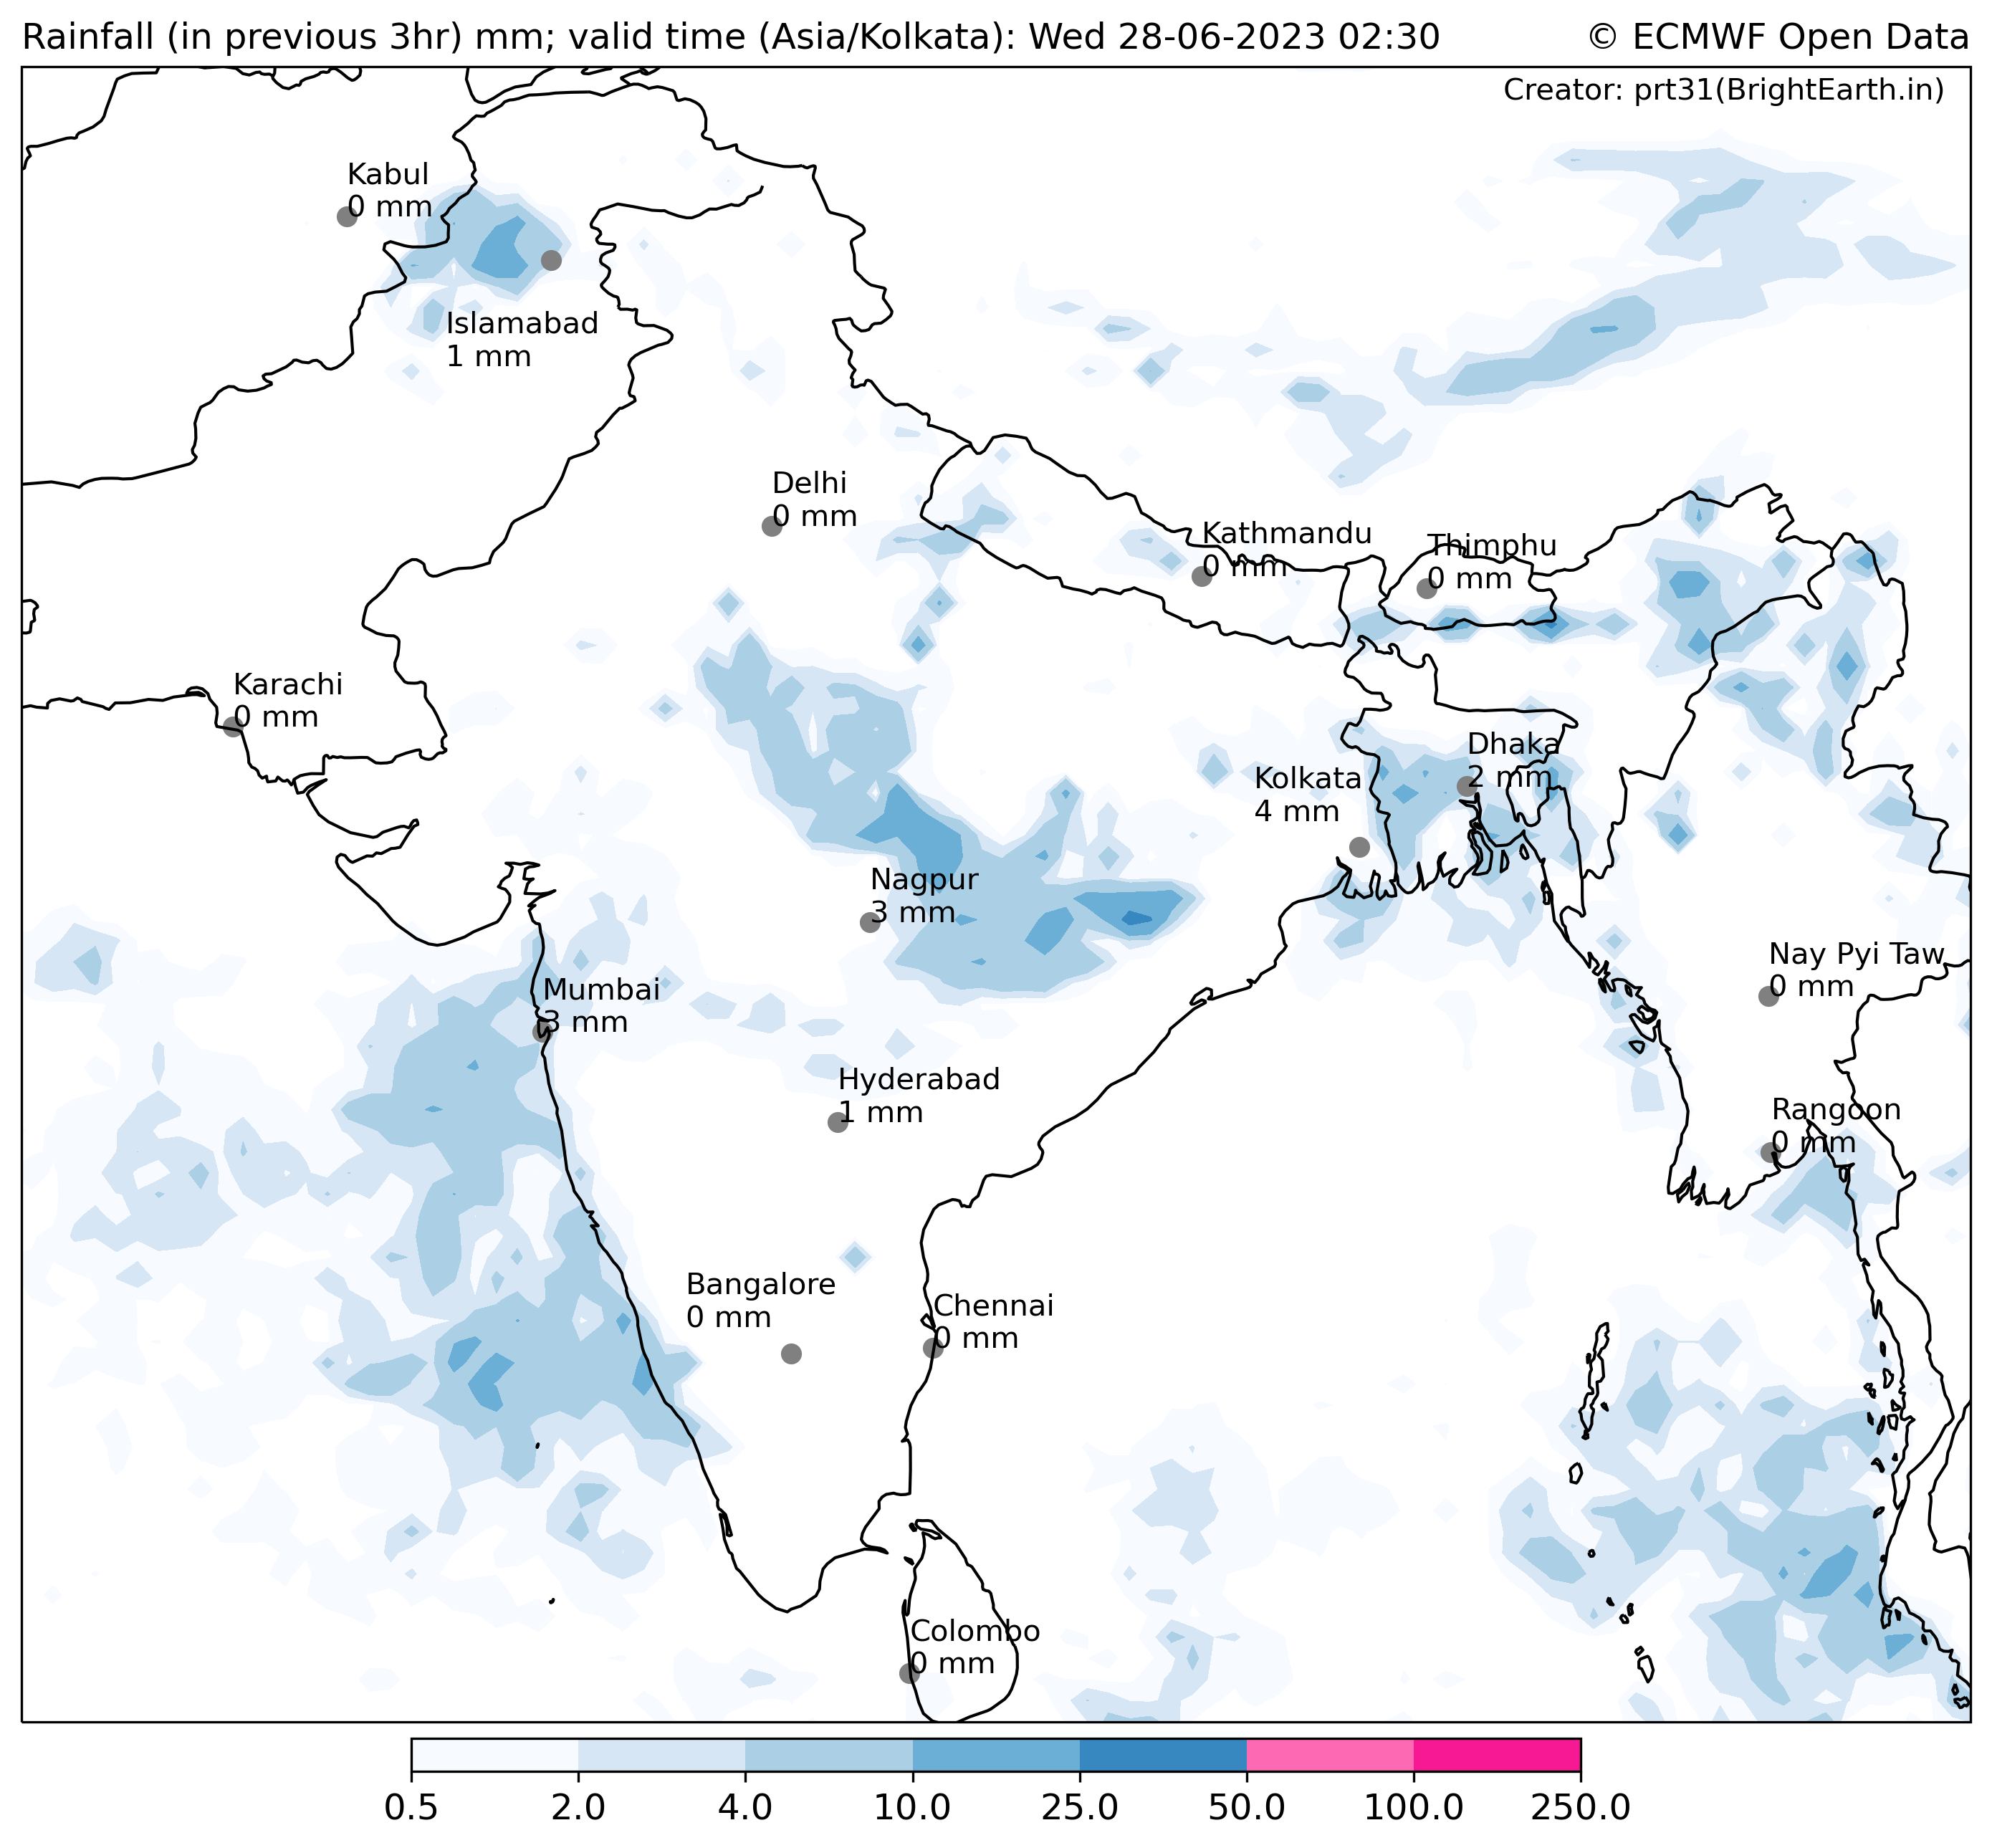 Rainfall (in previous 3hr) mm; valid time (Asia/Kolkata): Wed 28-06-2023 02:30
© ECMWF Open Data
Creator: prt31(BrightEarth.in)
Kabul
0 mm
Islamabad
1 mm
Delhi
0 mm
Kathmandu
0 mm
Thimphu
0 mm
Karachi
0 mm
Dhaka
2 mm
Kolkata
4 mm
Nagpur
3 mm
Nay Pyi Taw
0 mm
Mumbai
3 mm
Hyderabad
1 mm
Rangoon
0 mm
Bangalore
0 mm
Chennai
0 mm
Colombo
0 mm
0.5 2.0 4.0 10.0 25.0 50.0 100.0 250.0